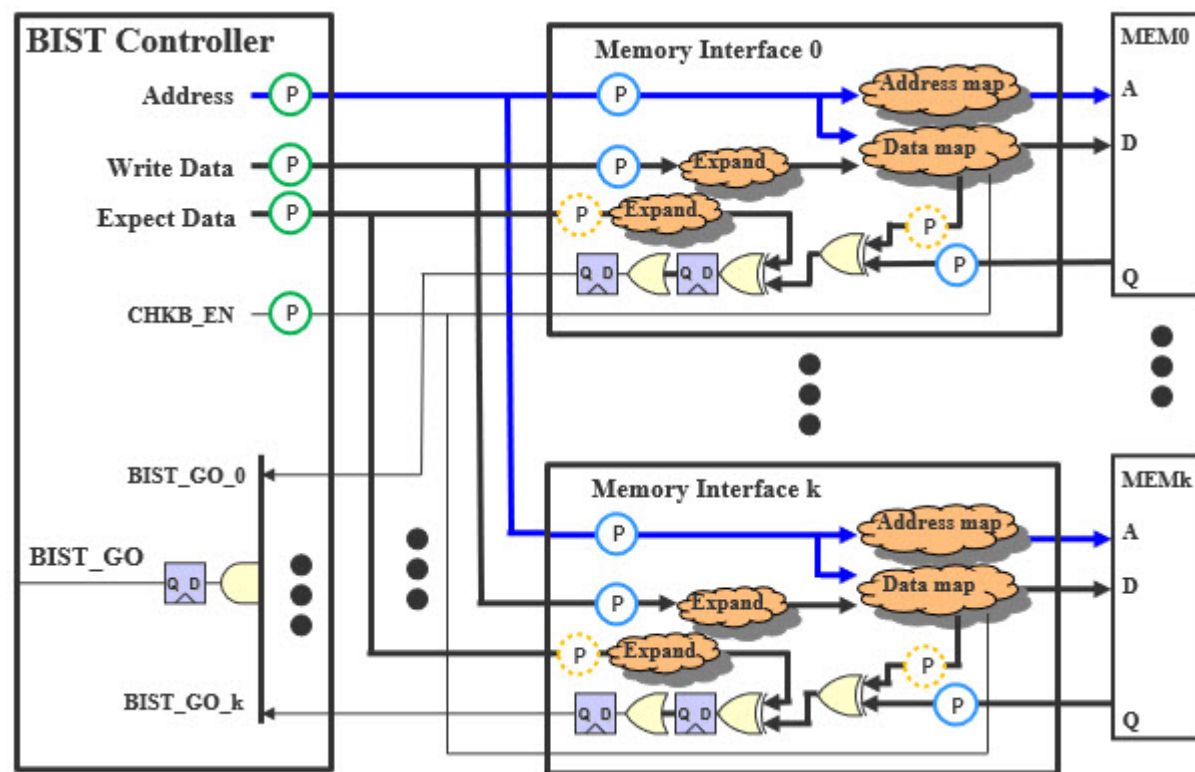 BIST Controller
Address
P
Write Data
P
Expect Data
P
CHKB_EN
P
BIST_GO_0
BIST_GO
Q D
BIST_GO_k
Memory Interface 0
P
Address map
P
Expand
Data map
P
Expand
P
Q D
Q D
P
MEM0
A
D
Q
Memory Interface k
P
Address map
P
Expand
Data map
P
Expand
P
Q D
Q D
P
MEMk
A
D
Q